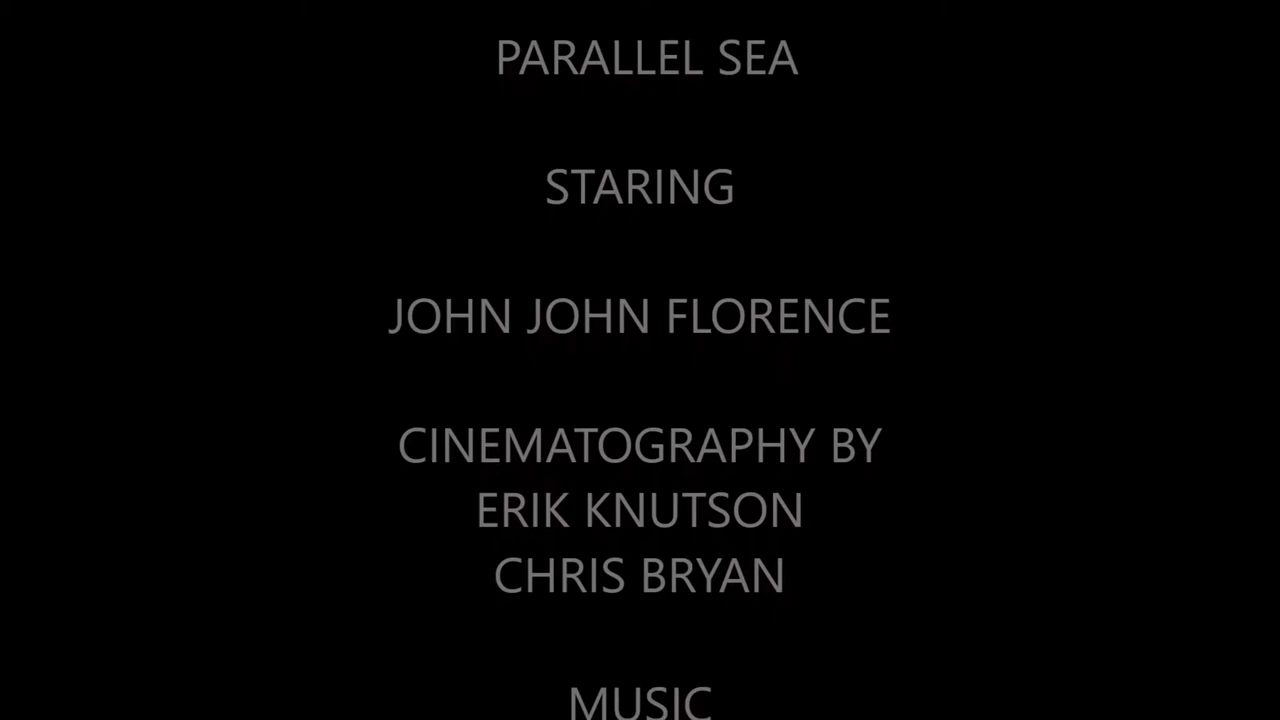 PARALLEL SEA
STARING
JOHN JOHN FLORENCE
CINEMATOGRAPHY BY
ERIK KNUTSON
CHRIS BRYAN
MUSIC